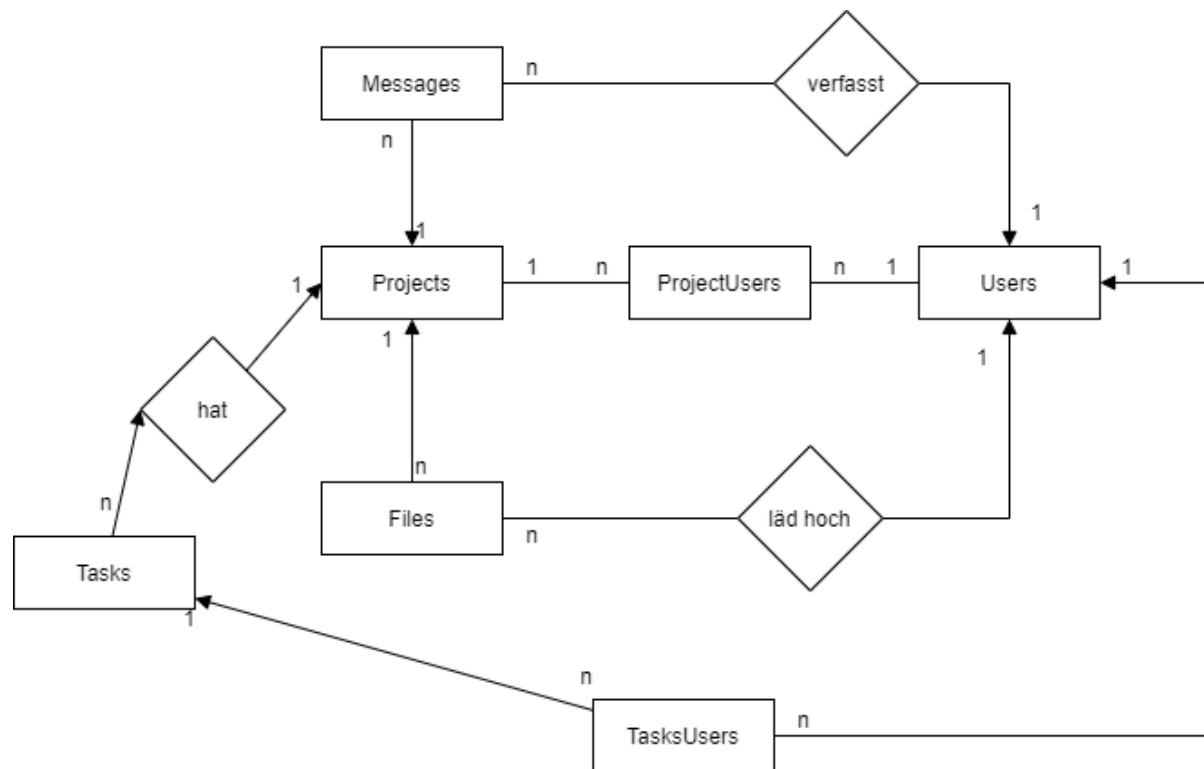 Messages
n
verfasst
n
1
1
Projects
1
n
ProjectUsers
n
1
Users
1
1
hat
1
1
n
Files
n
läd hoch
n
Tasks
1
n
TasksUsers
n